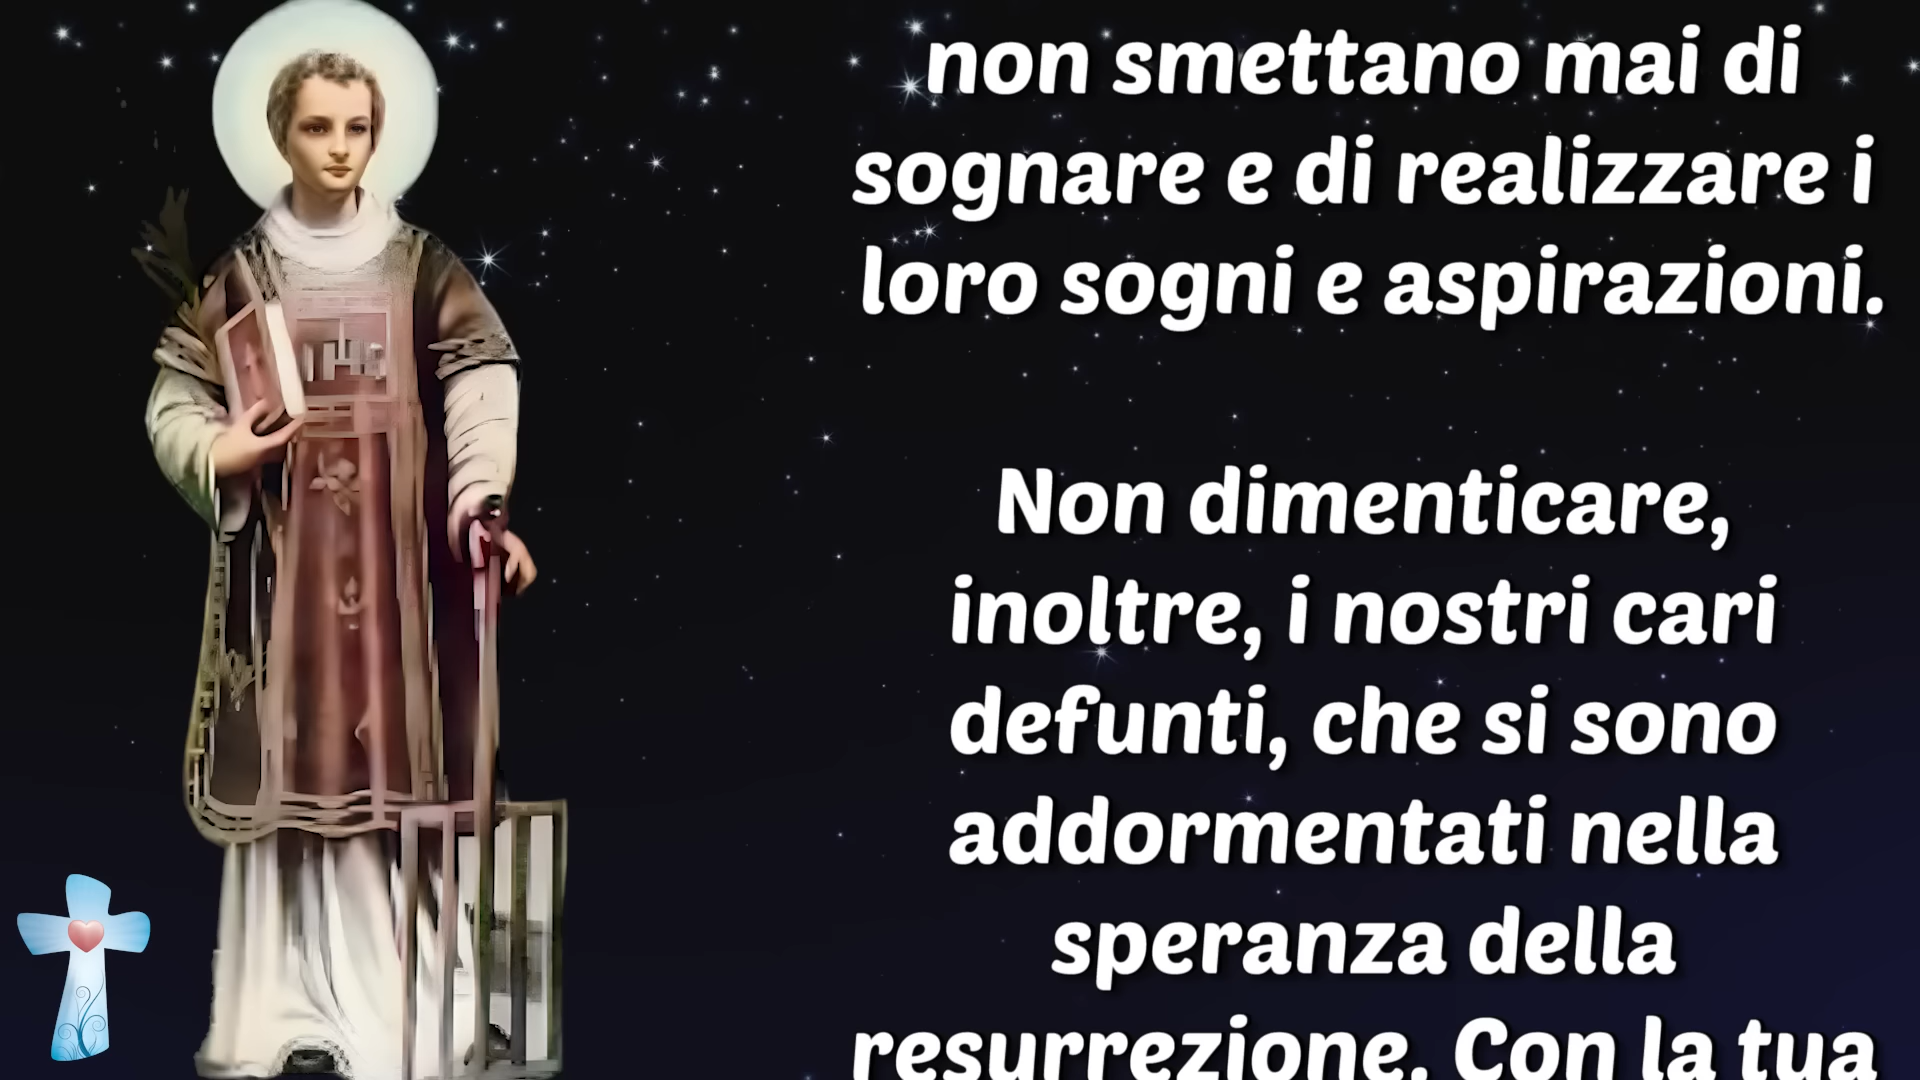 non smettano mai di
sognare e di realizzare i
loro sogni e aspirazioni.
Non dimenticare,
inoltre, i nostri cari
defunti, che si sono
addormentati nella
speranza della
resurrezione. Con la tua